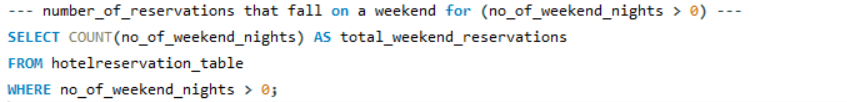 --- number_of_reservations that fall on a weekend for (no_of_weekend_nights > 0) ---
SELECT COUNT(no_of_weekend_nights) AS total_weekend_reservations
FROM hotelreservation_table
WHERE no_of_weekend_nights > 0;